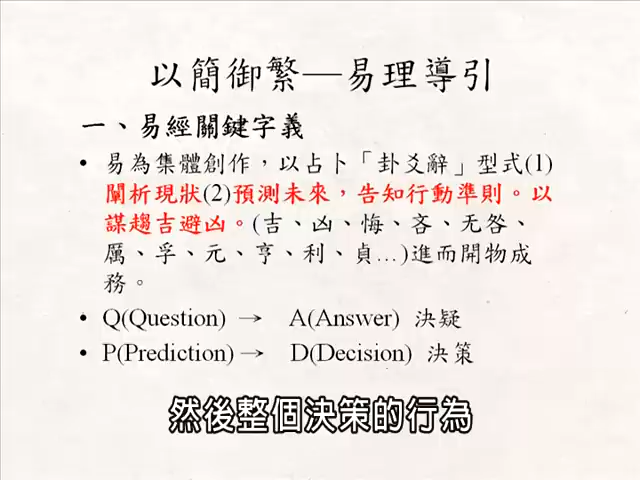 以簡御繁—易理導引
一、易經關鍵字義
• 易為集體創作，以占卜「卦爻辭」型式(1)
闡析現狀(2)預測未來，告知行動準則。以
謀趨吉避凶。(吉、凶、悔、吝、无咎、
厲、孚、元、亨、利、貞…)進而開物成
務。
• Q(Question) → A(Answer) 決疑
• P(Prediction)→ D(Decision) 決策
然後整個決策的行為